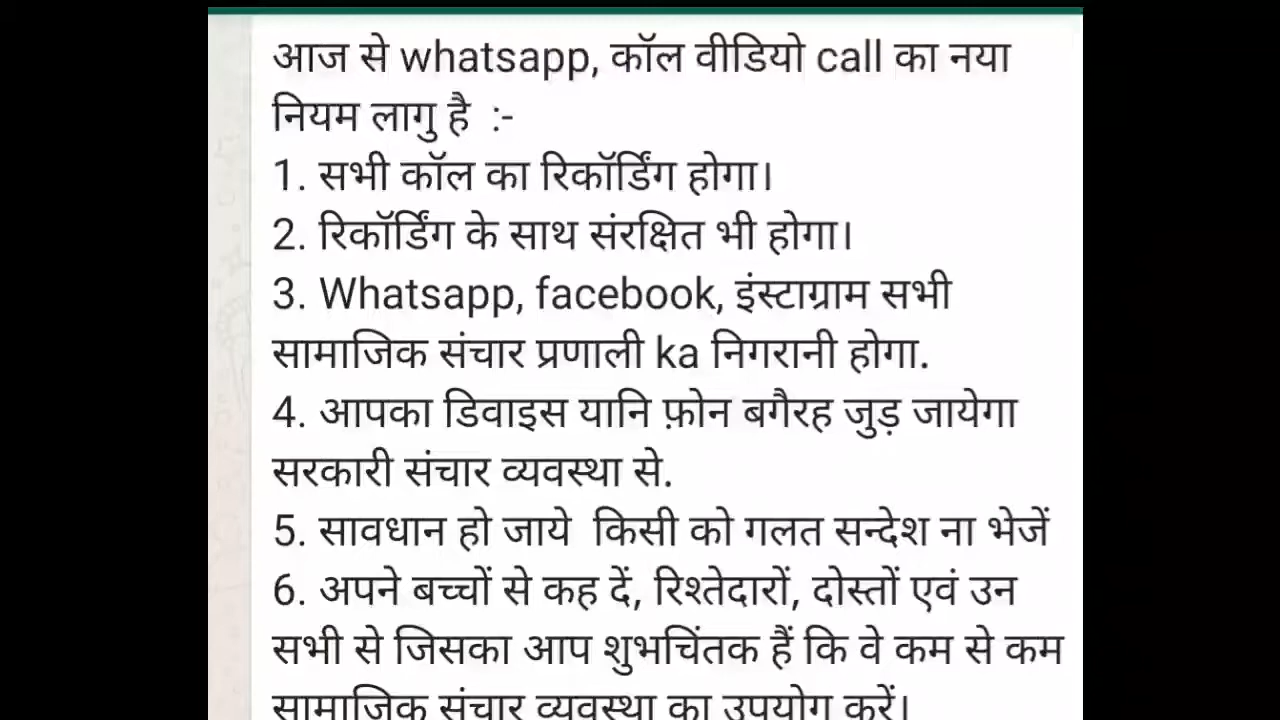 आज से whatsapp, कॉल वीडियो call का नया
नियम लागु है :-
1. सभी कॉल का रिकॉर्डिंग होगा।
2. रिकॉर्डिंग के साथ संरक्षित भी होगा।
3. Whatsapp, facebook, इंस्टाग्राम सभी
सामाजिक संचार प्रणाली ka निगरानी होगा.
4. आपका डिवाइस यानि फ़ोन बगैरह जुड़ जायेगा
सरकारी संचार व्यवस्था से.
5. सावधान हो जाये किसी को गलत सन्देश ना भेजें
6. अपने बच्चों से कह दें, रिश्तेदारों, दोस्तों एवं उन
सभी से जिसका आप शुभचिंतक हैं कि वे कम से कम
सामाजिक संचार व्यवस्था का उपयोग करें।